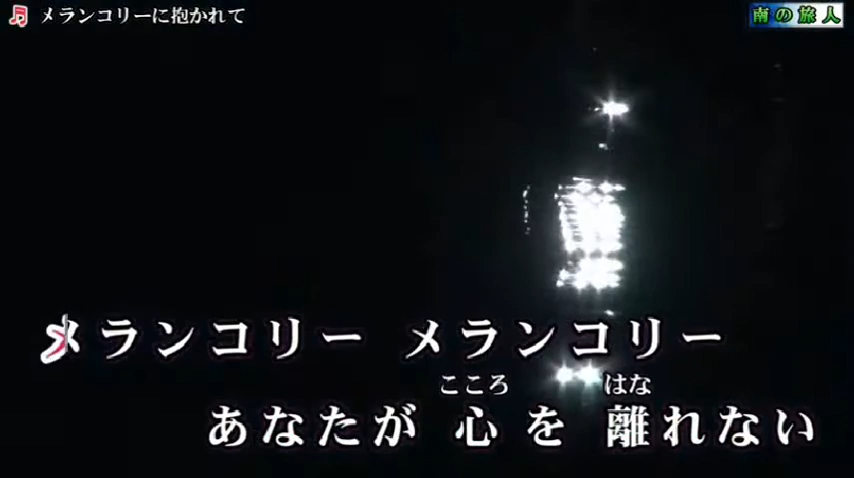 メランコリーに抱かれて
南の旅人
メランコリー メランコリー
こころ はな
あなたが 心 を 離れない